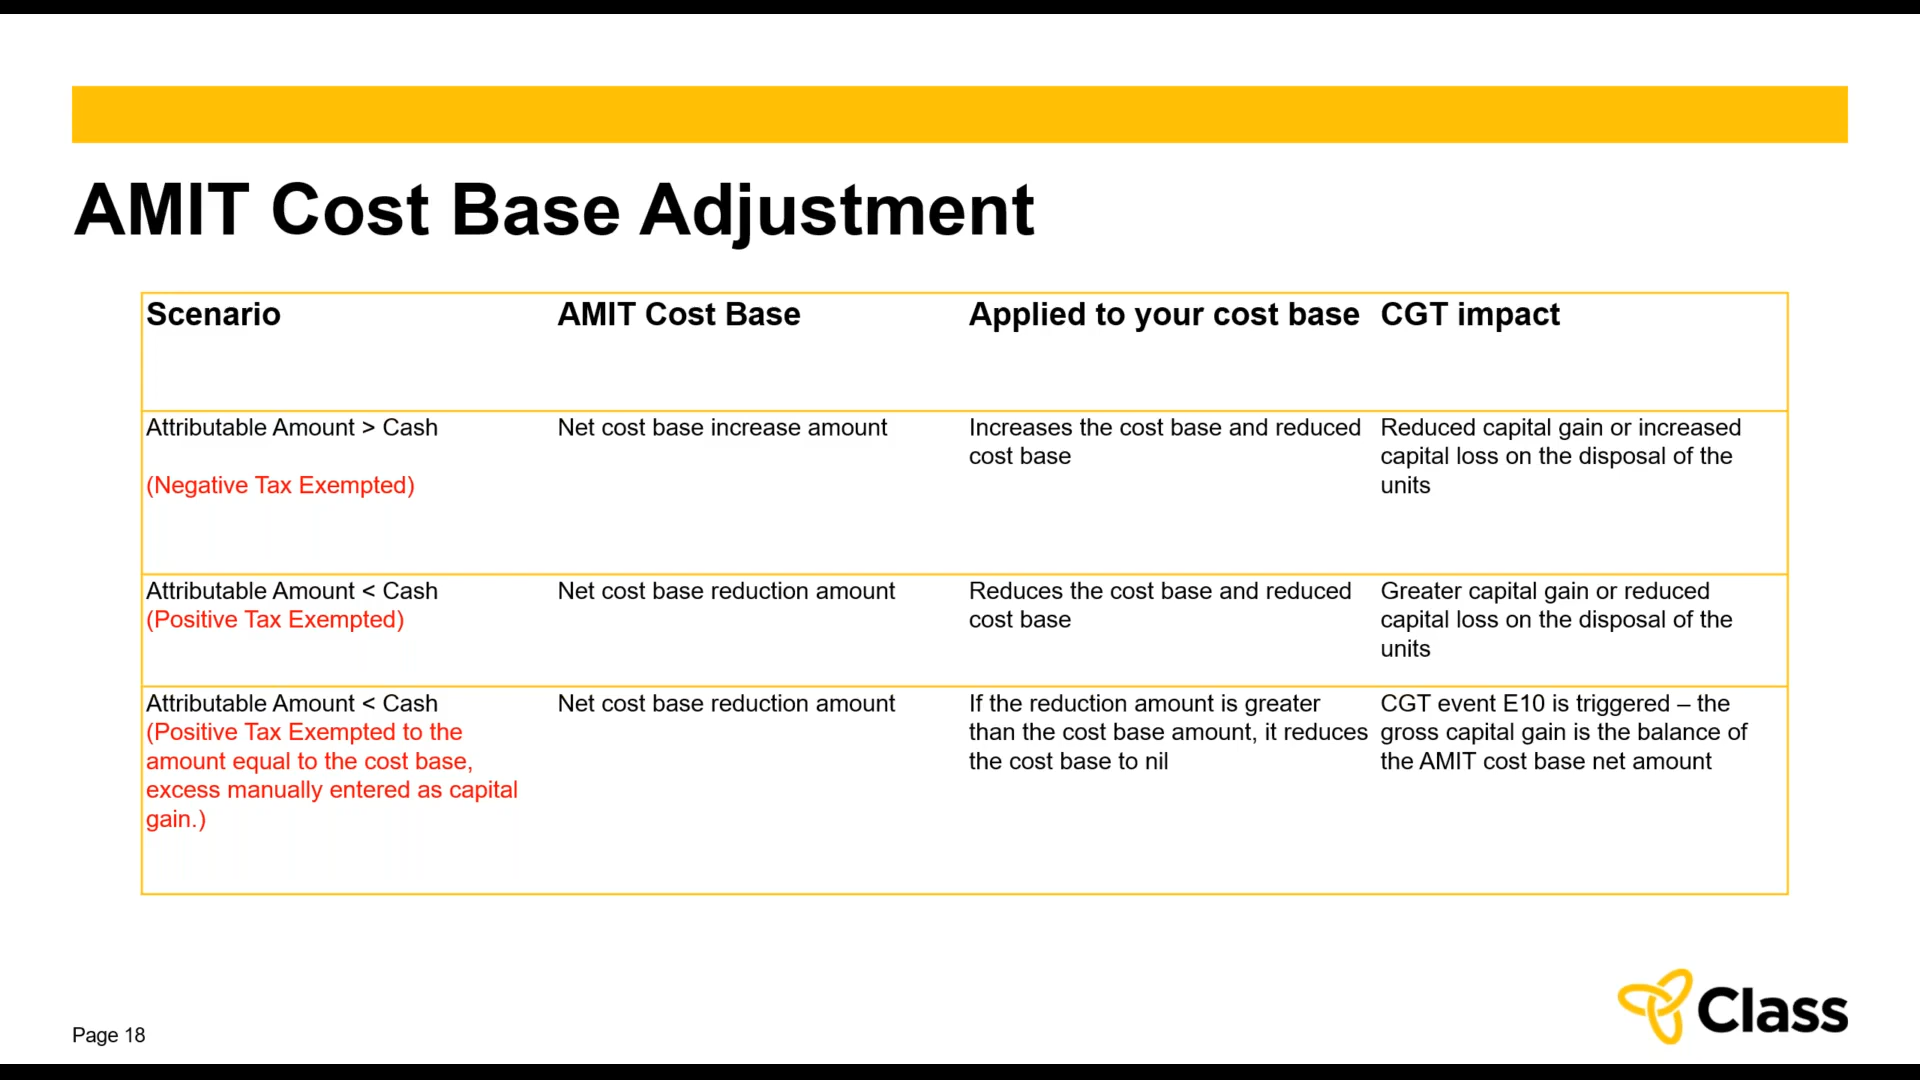 AMIT Cost Base Adjustment
Scenario
AMIT Cost Base
Applied to your cost base
CGT impact
Attributable Amount > Cash
(Negative Tax Exempted)
Net cost base increase amount
Increases the cost base and reduced
cost base
Reduced capital gain or increased
capital loss on the disposal of the
units
Attributable Amount < Cash
(Positive Tax Exempted)
Net cost base reduction amount
Reduces the cost base and reduced
cost base
Greater capital gain or reduced
capital loss on the disposal of the
units
Attributable Amount < Cash
(Positive Tax Exempted to the
amount equal to the cost base,
excess manually entered as capital
gain.)
Net cost base reduction amount
If the reduction amount is greater
than the cost base amount, it reduces
the cost base to nil
CGT event E10 is triggered – the
gross capital gain is the balance of
the AMIT cost base net amount
Page 18
Class